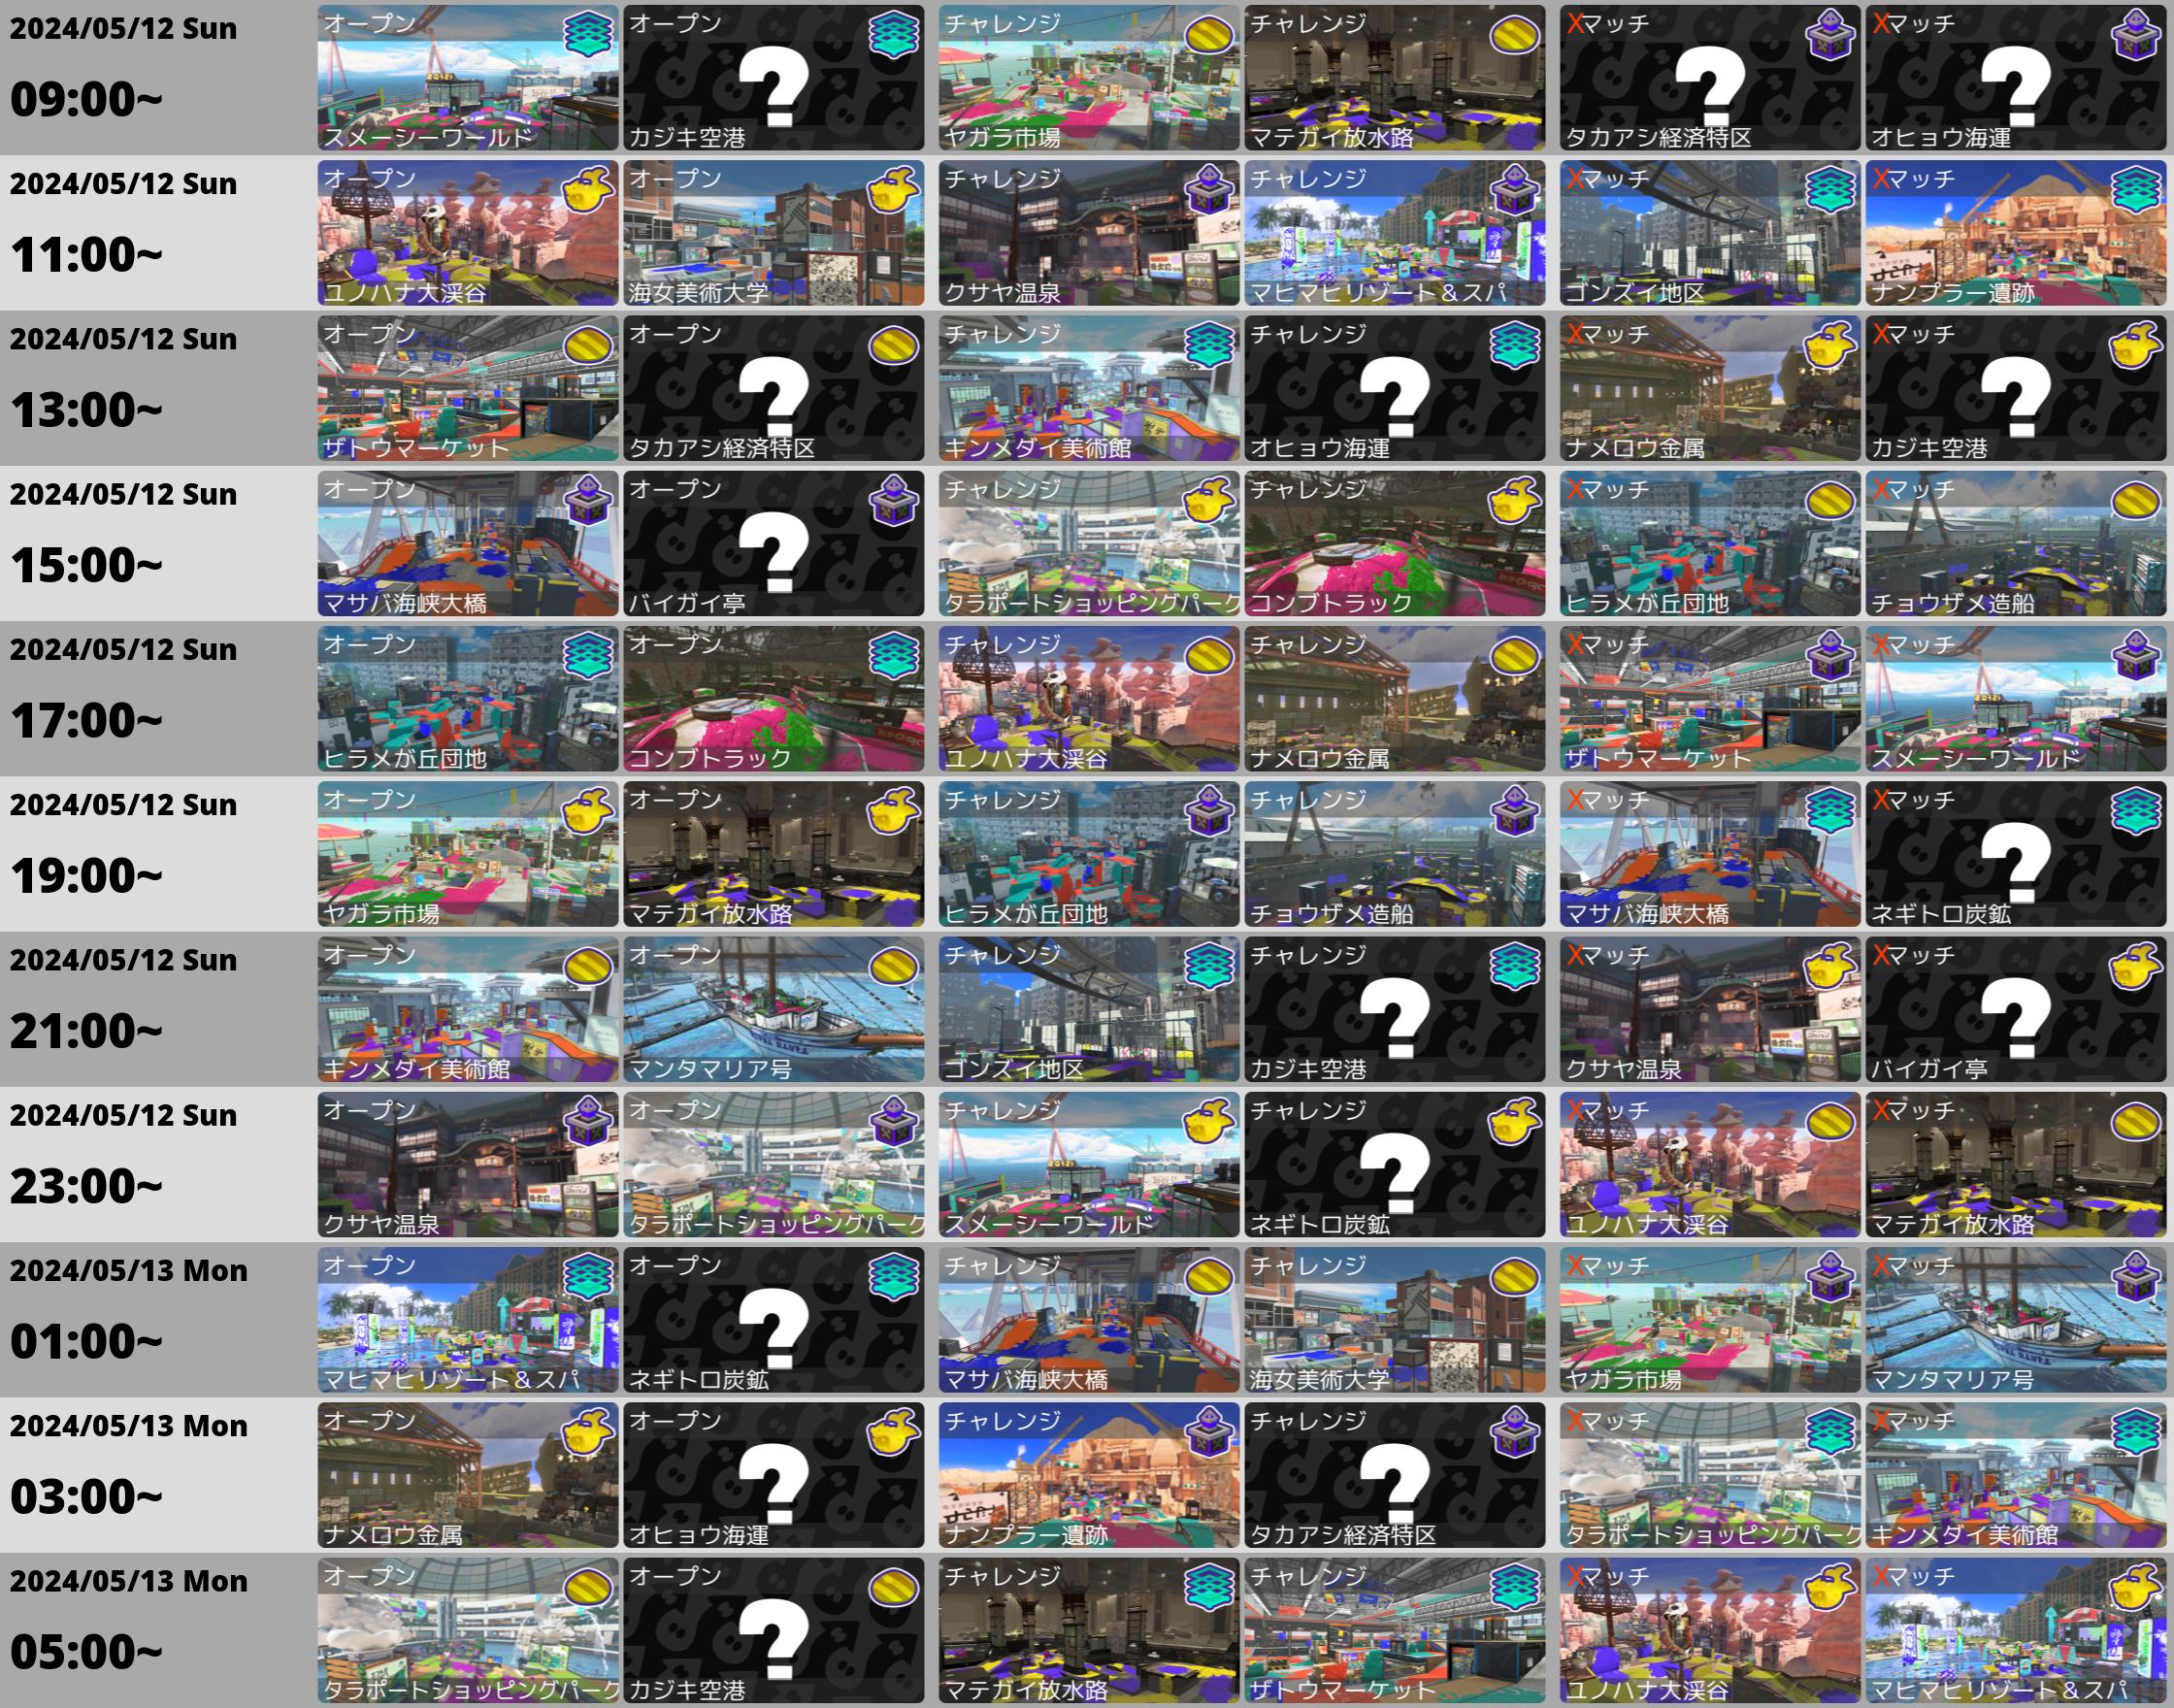 2024/05/12 Sun
09:00~
オープン
スメーシーワールド
オープン
カジキ空港
チャレンジ
ヤガラ市場
チャレンジ
マテガイ放水路
Xマッチ
タカアシ経済特区
Xマッチ
オヒョウ海運
2024/05/12 Sun
11:00~
オープン
ユノハナ大渓谷
オープン
海女美術大学
チャレンジ
クサヤ温泉
チャレンジ
マヒマヒリゾート＆スパ
Xマッチ
ゴンズイ地区
Xマッチ
ナンプラー遺跡
2024/05/12 Sun
13:00~
オープン
ザトウマーケット
オープン
タカアシ経済特区
チャレンジ
キンメダイ美術館
チャレンジ
オヒョウ海運
Xマッチ
ナメロウ金属
Xマッチ
カジキ空港
2024/05/12 Sun
15:00~
オープン
マサバ海峡大橋
オープン
バイガイ亭
チャレンジ
タラポートショッピングパーク
チャレンジ
コンブトラック
Xマッチ
ヒラメが丘団地
Xマッチ
チョウザメ造船
2024/05/12 Sun
17:00~
オープン
ヒラメが丘団地
オープン
コンブトラック
チャレンジ
ユノハナ大渓谷
チャレンジ
ナメロウ金属
Xマッチ
ザトウマーケット
Xマッチ
スメーシーワールド
2024/05/12 Sun
19:00~
オープン
ヤガラ市場
オープン
マテガイ放水路
チャレンジ
ヒラメが丘団地
チャレンジ
チョウザメ造船
Xマッチ
マサバ海峡大橋
Xマッチ
ネギトロ炭鉱
2024/05/12 Sun
21:00~
オープン
キンメダイ美術館
オープン
マンタマリア号
チャレンジ
ゴンズイ地区
チャレンジ
カジキ空港
Xマッチ
クサヤ温泉
Xマッチ
バイガイ亭
2024/05/12 Sun
23:00~
オープン
クサヤ温泉
オープン
タラポートショッピングパーク
チャレンジ
スメーシーワールド
チャレンジ
ネギトロ炭鉱
Xマッチ
ユノハナ大渓谷
Xマッチ
マテガイ放水路
2024/05/13 Mon
01:00~
オープン
マヒマヒリゾート＆スパ
オープン
ネギトロ炭鉱
チャレンジ
マサバ海峡大橋
チャレンジ
海女美術大学
Xマッチ
ヤガラ市場
Xマッチ
マンタマリア号
2024/05/13 Mon
03:00~
オープン
ナメロウ金属
オープン
オヒョウ海運
チャレンジ
ナンプラー遺跡
チャレンジ
タカアシ経済特区
Xマッチ
タラポートショッピングパーク
Xマッチ
キンメダイ美術館
2024/05/13 Mon
05:00~
オープン
タラポートショッピングパーク
オープン
カジキ空港
チャレンジ
マテガイ放水路
チャレンジ
ザトウマーケット
Xマッチ
ユノハナ大渓谷
Xマッチ
マヒマヒリゾート＆スパ